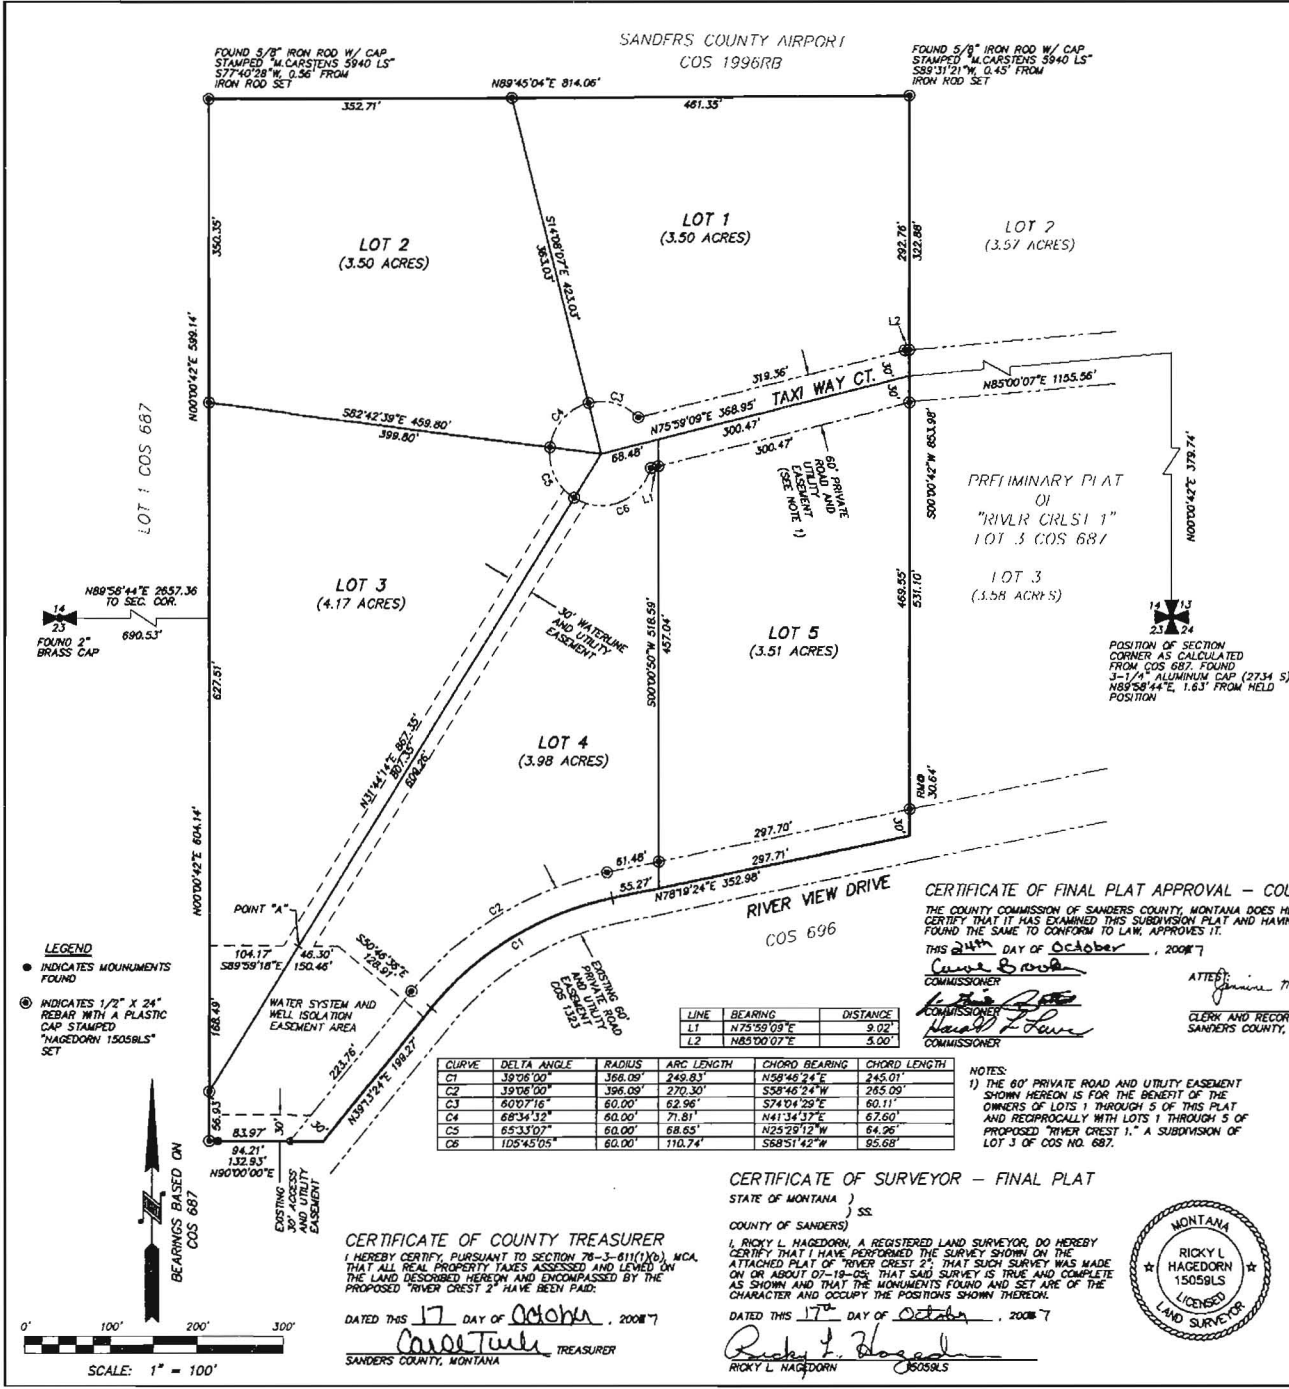 SANDERS COUNTY AIRPORT
COS 1996RB
FOUND 5/8" IRON ROD W/ CAP
STAMPED "M.CARSTENS 5940 LS"
S77°40'28"W, 0.56' FROM
IRON ROD SET
N89°45'04"E 814.06'
352.71'
461.35'
FOUND 5/8" IRON ROD W/ CAP
STAMPED "M.CARSTENS 5940 LS"
S89°31'21"W, 0.45' FROM
IRON ROD SET
350.35'
N00°00'42"E 599.14'
LOT 2
(3.50 ACRES)
S14°08'07"E 423.03'
363.03'
LOT 1
(3.50 ACRES)
292.76'
322.88'
LOT 2
(3.57 ACRES)
L2
319.36'
TAXI WAY CT.
30'
30'
N85°00'07"E 1155.56'
C3
C4
C5
C6
L1
N75°59'09"E 368.95'
68.48'
300.47'
300.47'
S82°42'39"E 459.80'
399.80'
60' PRIVATE
ROAD AND
UTILITY
EASEMENT
(SEE NOTE 1)
S00°00'42"W 853.98'
N00°00'42"E 379.74'
LOT 1 COS 687
PRELIMINARY PLAT
OF
"RIVER CREST 1"
LOT 3 COS 687
LOT 3
(3.58 ACRES)
LOT 3
(4.17 ACRES)
30' WATERLINE
AND UTILITY
EASEMENT
S00°00'50"W 518.59'
457.04'
LOT 5
(3.51 ACRES)
469.55'
531.10'
N89°58'44"E 2657.36
TO SEC. COR.
14
23
690.53'
FOUND 2"
BRASS CAP
14 13
23 24
POSITION OF SECTION
CORNER AS CALCULATED
FROM COS 687. FOUND
3-1/4" ALUMINUM CAP (2734 S)
N89°58'44"E, 1.63' FROM HELD
POSITION
627.51'
N00°00'42"E 604.14'
N31°44'14"E 867.35'
807.35'
609.26'
LOT 4
(3.98 ACRES)
RM@
30.64'
30'
297.70'
61.48'
297.71'
55.27'
N78°19'24"E 352.98'
RIVER VIEW DRIVE
COS 696
C2
C1
EXISTING 60'
PRIVATE ROAD
AND UTILITY
EASEMENT
COS 1323
POINT "A"
104.17'
46.30'
S89°59'18"E 150.46'
S50°46'36"E
128.91'
WATER SYSTEM AND
WELL ISOLATION
EASEMENT AREA
168.49'
223.76'
N39°13'24"E 199.27'
56.93'
83.97'
30'
30'
94.21'
132.93'
N90°00'00"E
EXISTING
30' ACCESS
AND UTILITY
EASEMENT
LEGEND
INDICATES MOUNUMENTS
FOUND
INDICATES 1/2" X 24"
REBAR WITH A PLASTIC
CAP STAMPED
"HAGEDORN 15059LS"
SET
BEARINGS BASED ON
COS 687
0' 100' 200' 300'
SCALE: 1" = 100'
LINE BEARING DISTANCE
L1 N75°59'09"E 9.02'
L2 N85°00'07"E 5.00'
CURVE DELTA ANGLE RADIUS ARC LENGTH CHORD BEARING CHORD LENGTH
C1 39°06'00" 366.09' 249.83' N58°46'24"E 245.01'
C2 39°06'00" 396.09' 270.30' S58°46'24"W 265.09'
C3 60°07'16" 60.00' 62.96' S74°04'29"E 60.11'
C4 68°34'32" 60.00' 71.81' N41°34'37"E 67.60'
C5 65°33'07" 60.00' 68.65' N25°29'12"W 64.96'
C6 105°45'05" 60.00' 110.74' S68°51'42"W 95.68'
CERTIFICATE OF FINAL PLAT APPROVAL – COU
THE COUNTY COMMISSION OF SANDERS COUNTY, MONTANA DOES HE
CERTIFY THAT IT HAS EXAMINED THIS SUBDIVISION PLAT AND HAVIN
FOUND THE SAME TO CONFORM TO LAW, APPROVES IT.
THIS 24th DAY OF October, 2007
COMMISSIONER
COMMISSIONER
COMMISSIONER
ATTEST:
CLERK AND RECOR
SANDERS COUNTY,
NOTES:
1) THE 60' PRIVATE ROAD AND UTILITY EASEMENT
SHOWN HEREON IS FOR THE BENEFIT OF THE
OWNERS OF LOTS 1 THROUGH 5 OF THIS PLAT
AND RECIPROCALLY WITH LOTS 1 THROUGH 5 OF
PROPOSED "RIVER CREST 1." A SUBDIVISION OF
LOT 3 OF COS NO. 687.
CERTIFICATE OF COUNTY TREASURER
I HEREBY CERTIFY, PURSUANT TO SECTION 76-3-611(1)(b), MCA,
THAT ALL REAL PROPERTY TAXES ASSESSED AND LEVIED ON
THE LAND DESCRIBED HEREON AND ENCOMPASSED BY THE
PROPOSED "RIVER CREST 2" HAVE BEEN PAID:
DATED THIS 17 DAY OF October, 2007
Carol Turk TREASURER
SANDERS COUNTY, MONTANA
CERTIFICATE OF SURVEYOR – FINAL PLAT
STATE OF MONTANA )
) SS
COUNTY OF SANDERS)
I, RICKY L. HAGEDORN, A REGISTERED LAND SURVEYOR, DO HEREBY
CERTIFY THAT I HAVE PERFORMED THE SURVEY SHOWN ON THE
ATTACHED PLAT OF "RIVER CREST 2"; THAT SUCH SURVEY WAS MADE
ON OR ABOUT 07-19-05; THAT SAID SURVEY IS TRUE AND COMPLETE
AS SHOWN AND THAT THE MONUMENTS FOUND AND SET ARE OF THE
CHARACTER AND OCCUPY THE POSITIONS SHOWN THEREON.
DATED THIS 17th DAY OF October, 2007
Ricky L. Hagedorn
RICKY L. HAGEDORN 15059LS
MONTANA
RICKY L
HAGEDORN
15059LS
LICENSED
LAND SURVEYOR